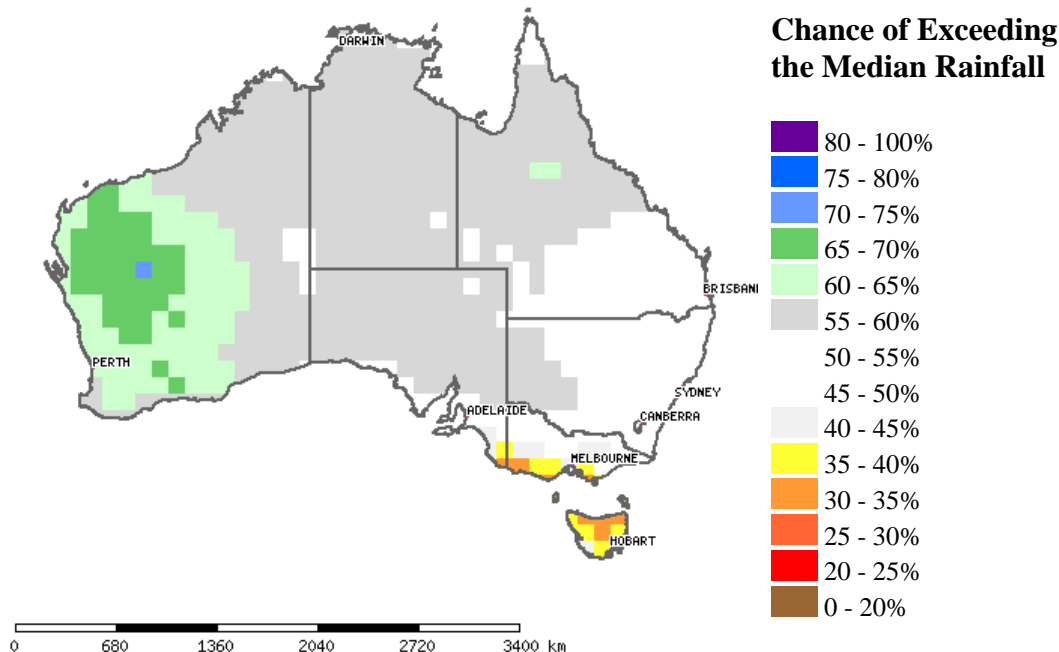 Chance of Exceeding
the Median Rainfall
DARWIN
80 - 100%
75 - 80%
70 - 75%
65 - 70%
60 - 65%
55 - 60%
50 - 55%
45 - 50%
40 - 45%
35 - 40%
30 - 35%
25 - 30%
20 - 25%
0 - 20%
BRISBAN
PERTH
SYDNEY
ADELAIDE
CANBERRA
MELBOURNE
HOBART
0 680 1360 2040 2720 3400 km